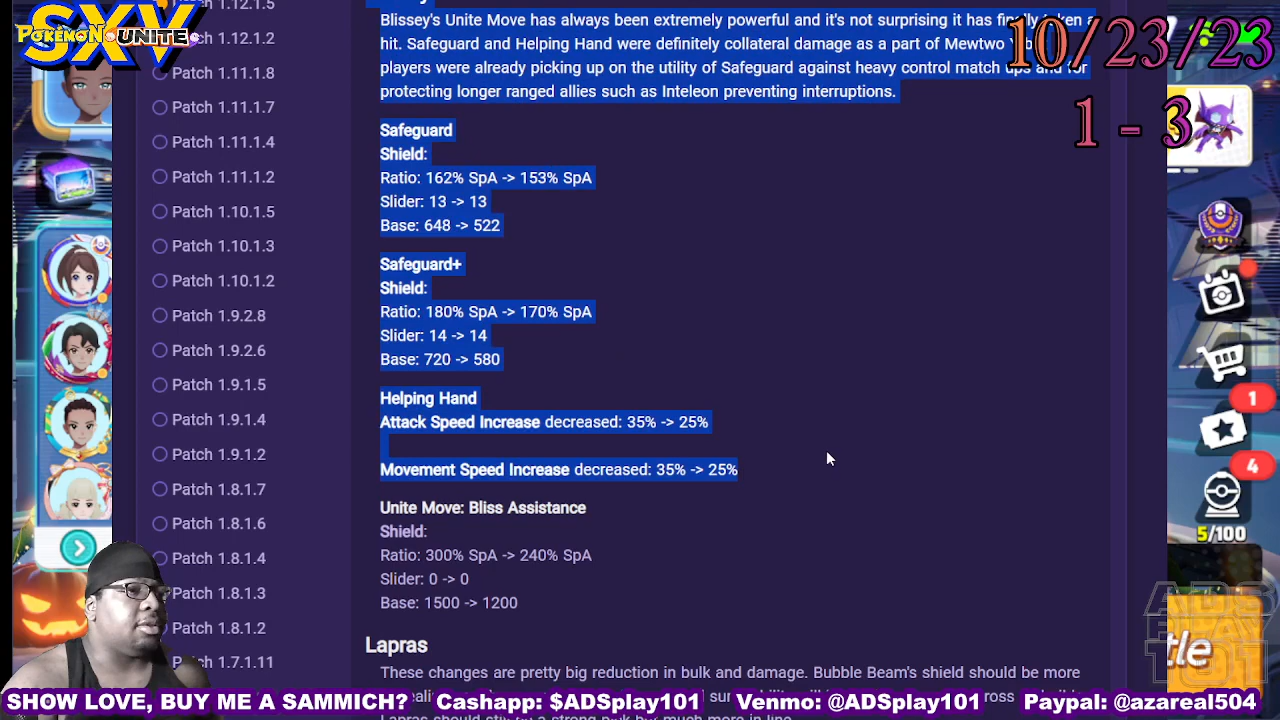 SXV
POKÉMON UNITE
10/23/23
1 - 3
Patch 1.12.1.5
Patch 1.12.1.2
Patch 1.11.1.8
Patch 1.11.1.7
Patch 1.11.1.4
Patch 1.11.1.2
Patch 1.10.1.5
Patch 1.10.1.3
Patch 1.10.1.2
Patch 1.9.2.8
Patch 1.9.2.6
Patch 1.9.1.5
Patch 1.9.1.4
Patch 1.9.1.2
Patch 1.8.1.7
Patch 1.8.1.6
Patch 1.8.1.4
Patch 1.8.1.3
Patch 1.8.1.2
Patch 1.7.1.11
Blissey's Unite Move has always been extremely powerful and it's not surprising it has finally taken a
hit. Safeguard and Helping Hand were definitely collateral damage as a part of Mewtwo
players were already picking up on the utility of Safeguard against heavy control match ups and for
protecting longer ranged allies such as Inteleon preventing interruptions.
Safeguard
Shield:
Ratio: 162% SpA -> 153% SpA
Slider: 13 -> 13
Base: 648 -> 522
Safeguard+
Shield:
Ratio: 180% SpA -> 170% SpA
Slider: 14 -> 14
Base: 720 -> 580
Helping Hand
Attack Speed Increase decreased: 35% -> 25%
Movement Speed Increase decreased: 35% -> 25%
Unite Move: Bliss Assistance
Shield:
Ratio: 300% SpA -> 240% SpA
Slider: 0 -> 0
Base: 1500 -> 1200
Lapras
These changes are pretty big reduction in bulk and damage. Bubble Beam's shield should be more
1
4
5/100
ADS
PLAY
101
tle
SHOW LOVE, BUY ME A SAMMICH? Cashapp: $ADSplay101 Venmo: @ADSplay101 Paypal: @azareal504